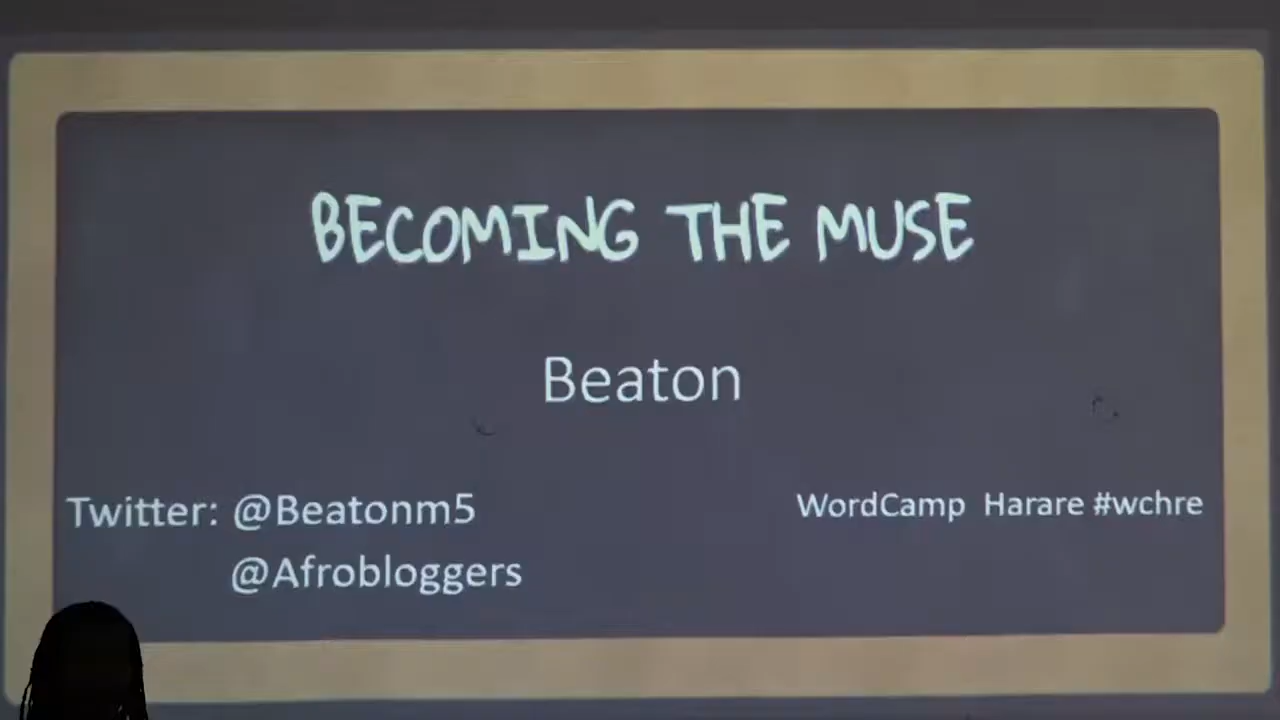 BECOMING THE MUSE
Beaton
Twitter: @Beatonm5
@Afrobloggers
WordCamp Harare #wchre